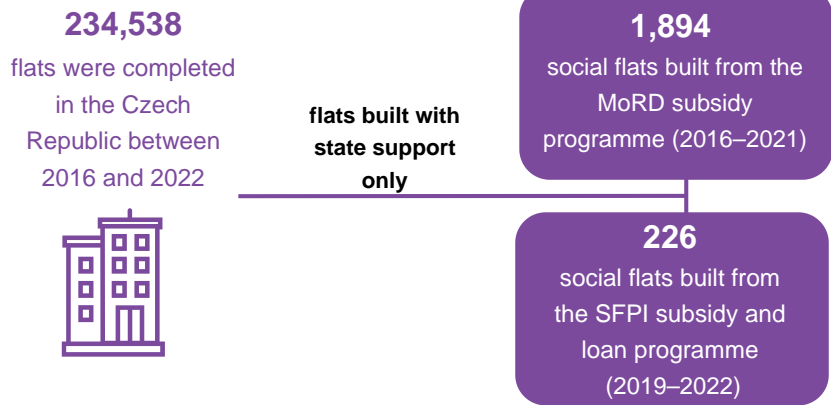 234,538
flats were completed
in the Czech
Republic between
2016 and 2022
flats built with
state support
only
1,894
social flats built from the
MoRD subsidy
programme (2016–2021)
226
social flats built from
the SFPI subsidy and
loan programme
(2019–2022)